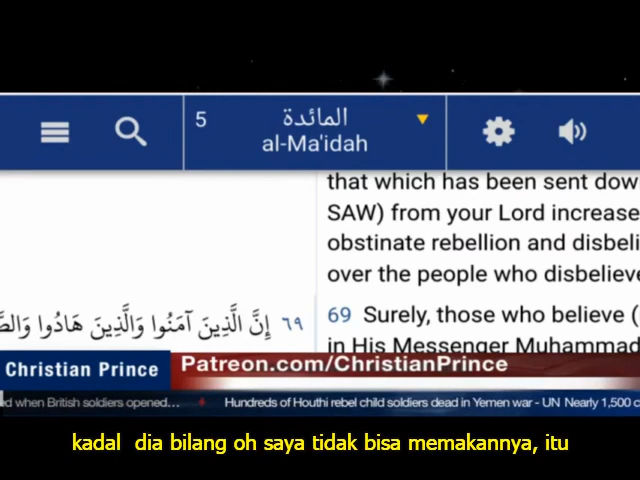 5
المائدة
al-Ma'idah
that which has been sent down
SAW) from your Lord increase
obstinate rebellion and disbeli
over the people who disbelieve
إِنَّ الَّذِينَ آمَنُوا وَالَّذِينَ هَادُوا وَالصَّ ٦٩
69 Surely, those who believe (
in His Messenger Muhammad
Christian Prince
Patreon.com/ChristianPrince
ed when British soldiers opened... Hundreds of Houthi rebel child soldiers dead in Yemen war - UN Nearly 1,500 c
kadal dia bilang oh saya tidak bisa memakannya, itu